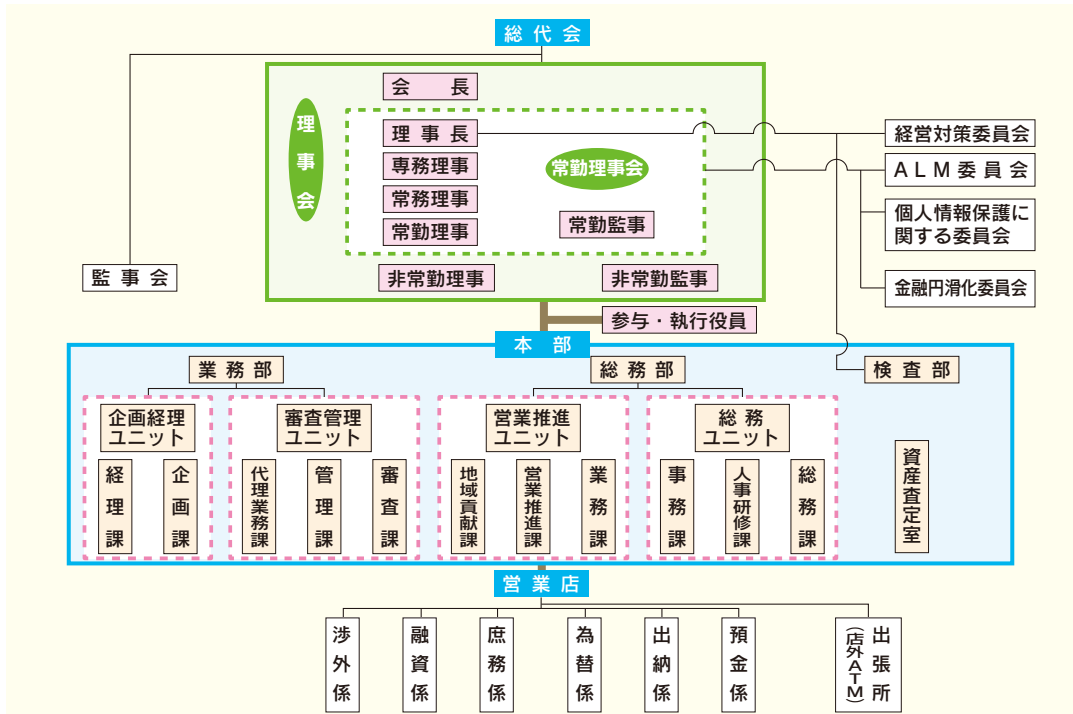 総代会
会長
理事会
理事長
専務理事
常務理事
常勤理事
常勤理事会
常勤監事
非常勤理事
非常勤監事
監事会
経営対策委員会
ALM委員会
個人情報保護に
関する委員会
金融円滑化委員会
参与・執行役員
本部
業務部
総務部
検査部
企画経理
ユニット
審査管理
ユニット
営業推進
ユニット
総務
ユニット
経理課
企画課
代理業務課
管理課
審査課
地域貢献課
営業推進課
業務課
事務課
人事研修課
総務課
資産査定室
営業店
渉外係
融資係
庶務係
為替係
出納係
預金係
出張所
(店外ATM)